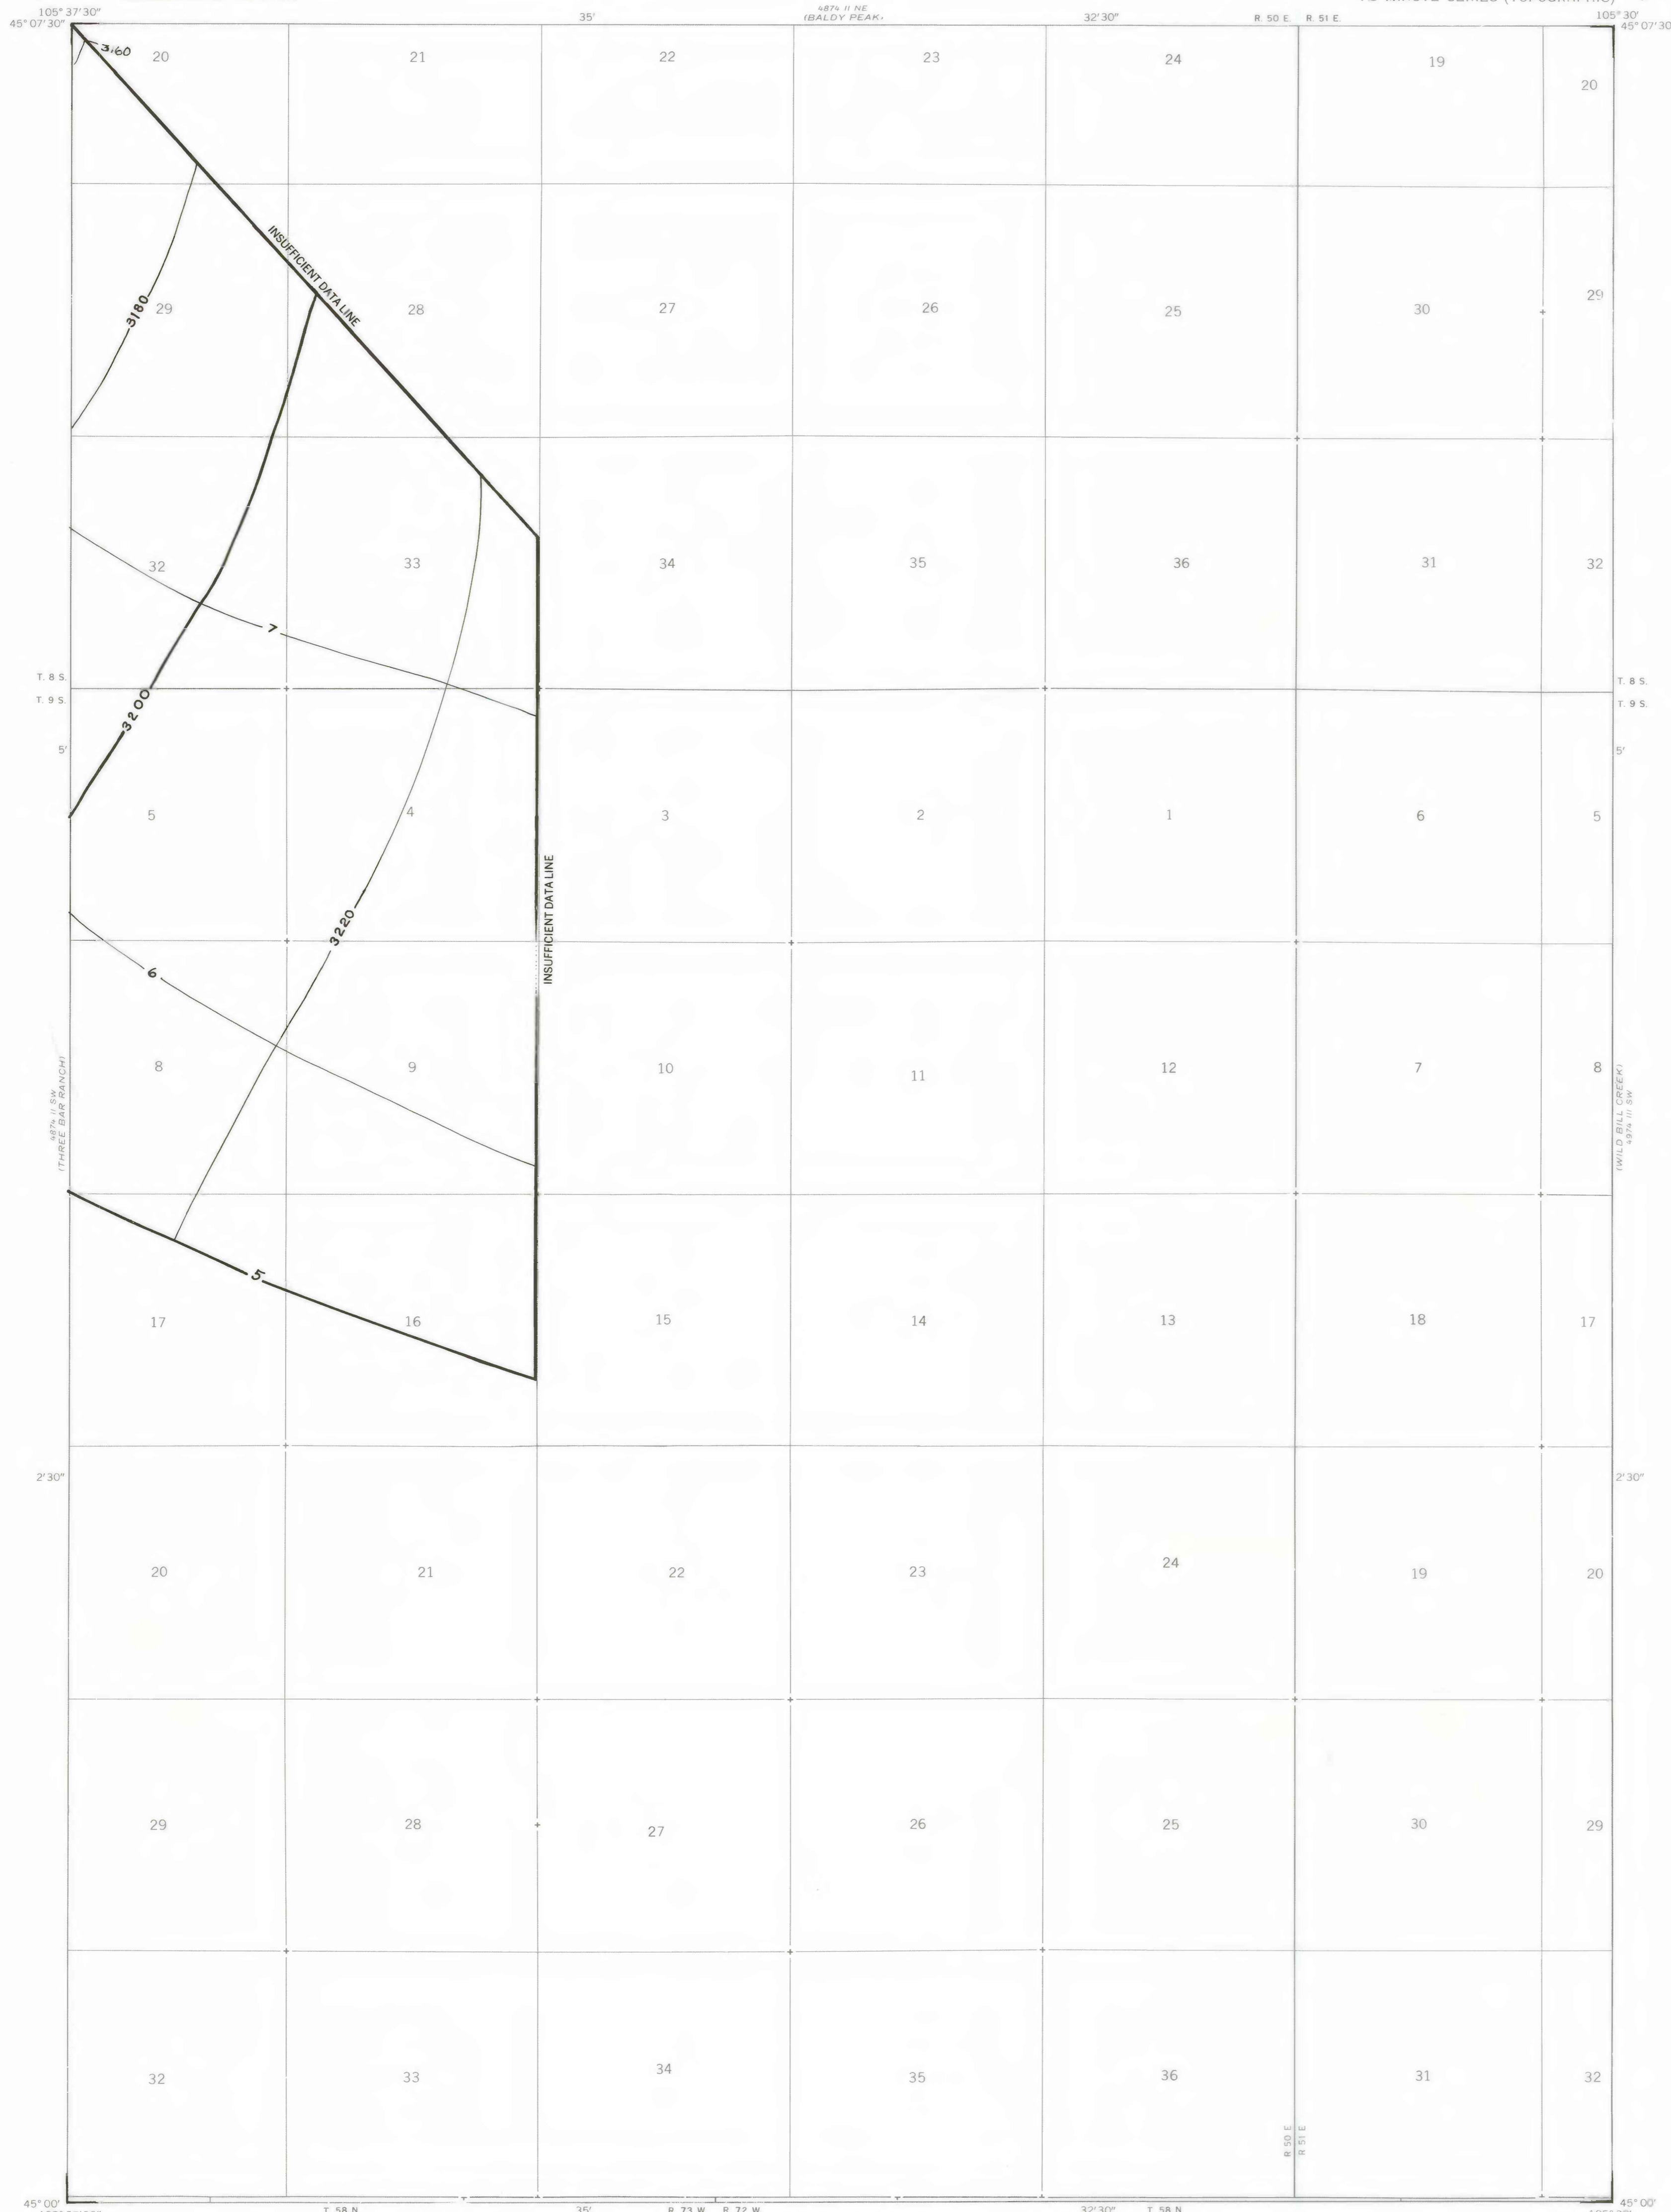 105° 37'30"
45° 07'30"
35'
4874 II NE
(BALDY PEAK)
32'30"
R. 50 E. R. 51 E.
105° 30'
45° 07'30"
3160
20 21 22 23 24 19 20
INSUFFICIENT DATA LINE
3180
29 28 27 26 25 30 29
32 33 34 35 36 31 32
7
T. 8 S.
T. 9 S.
T. 8 S.
T. 9 S.
3200
5'
5'
5 4 3 2 1 6 5
3220
INSUFFICIENT DATA LINE
6
8 9 10 11 12 7 8
4874 II SW
(THREE BAR RANCH)
(WILD BILL CREEK)
4974 III SW
5
17 16 15 14 13 18 17
2'30"
2'30"
20 21 22 23 24 19 20
29 28 27 26 25 30 29
32 33 34 35 36 31 32
R 50 E
R 51 E
45° 00'
T. 58 N.
35'
R. 73 W. R. 72 W.
32'30"
T. 58 N.
45° 00'